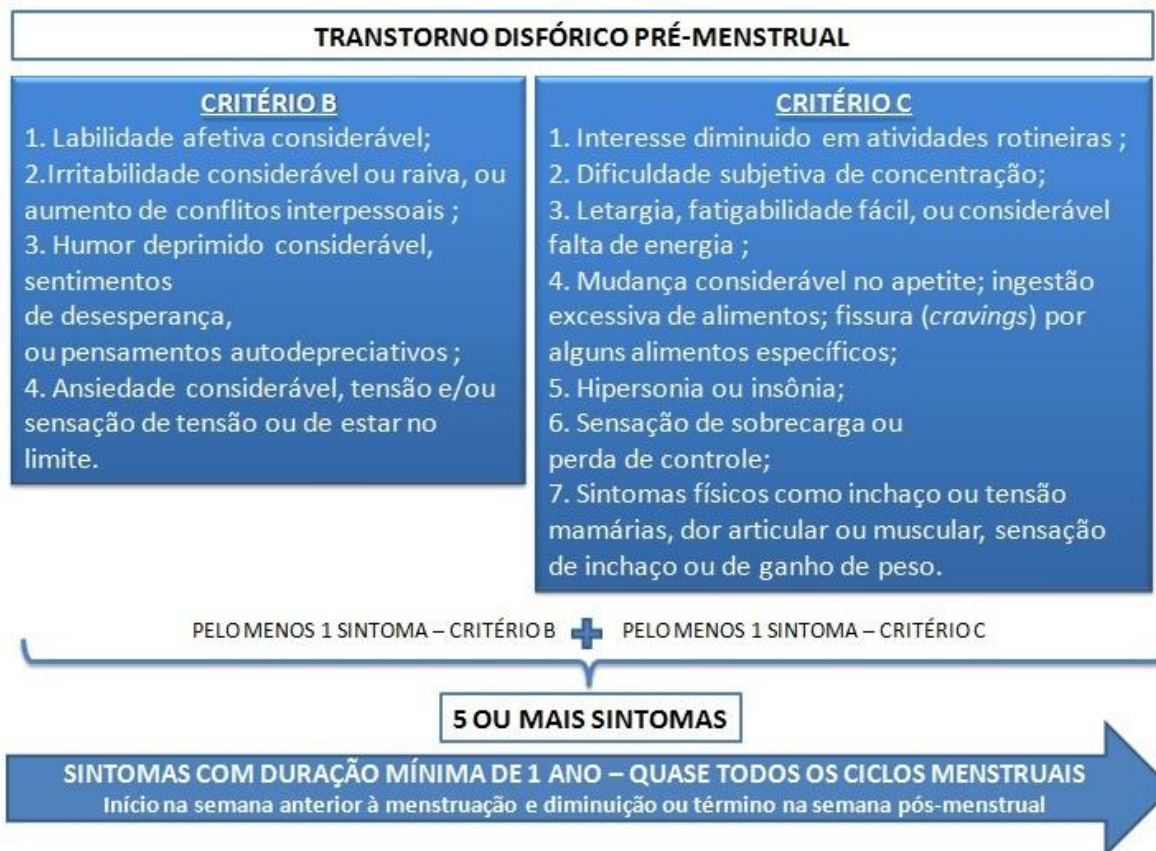 TRANSTORNO DISFÓRICO PRÉ-MENSTRUAL
CRITÉRIO B
1. Labilidade afetiva considerável;
2.Irritabilidade considerável ou raiva, ou
aumento de conflitos interpessoais ;
3. Humor deprimido considerável,
sentimentos
de desesperança,
ou pensamentos autodepreciativos ;
4. Ansiedade considerável, tensão e/ou
sensação de tensão ou de estar no
limite.
CRITÉRIO C
1. Interesse diminuido em atividades rotineiras ;
2. Dificuldade subjetiva de concentração;
3. Letargia, fatigabilidade fácil, ou considerável
falta de energia ;
4. Mudança considerável no apetite; ingestão
excessiva de alimentos; fissura (cravings) por
alguns alimentos específicos;
5. Hipersonia ou insônia;
6. Sensação de sobrecarga ou
perda de controle;
7. Sintomas físicos como inchaço ou tensão
mamárias, dor articular ou muscular, sensação
de inchaço ou de ganho de peso.
PELO MENOS 1 SINTOMA – CRITÉRIO B + PELO MENOS 1 SINTOMA – CRITÉRIO C
5 OU MAIS SINTOMAS
SINTOMAS COM DURAÇÃO MÍNIMA DE 1 ANO – QUASE TODOS OS CICLOS MENSTRUAIS
Início na semana anterior à menstruação e diminuição ou término na semana pós-menstrual